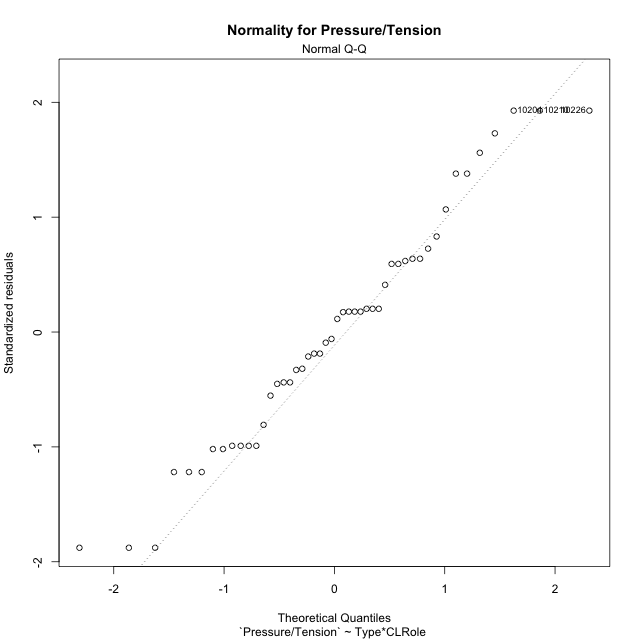 Normality for Pressure/Tension
Normal Q-Q
2
1
0
-1
-2
Standardized residuals
10210
10226
-2
-1
0
1
2
Theoretical Quantiles
`Pressure/Tension` ~ Type*CLRole